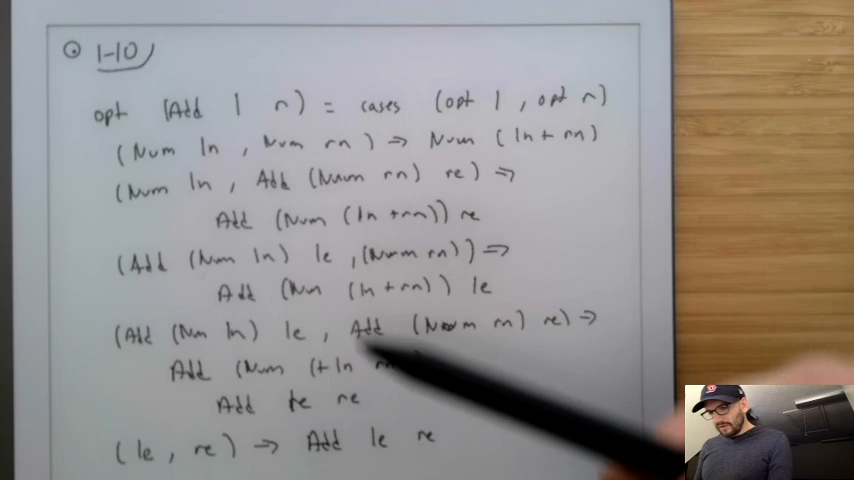 1-10
opt (Add l r) = cases (opt l, opt r)
(Num ln, Num rn) => Num (ln + rn)
(Num ln, Add (Num rn) re) =>
Add (Num (ln + rn)) re
(Add (Num ln) le, (Num rn)) =>
Add (Num (ln + rn)) le
(Add (Num ln) le, Add (Num rn) re) =>
Add (Num (+ ln
Add le re
(le, re) => Add le re